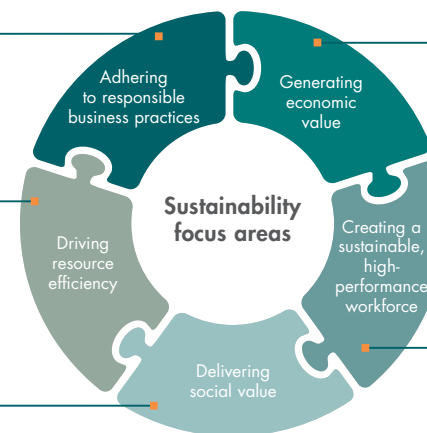 Adhering
to responsible
business practices
Generating
economic
value
Sustainability
focus areas
Creating a
sustainable,
high-
performance
workforce
Driving
resource
efficiency
Delivering
social value